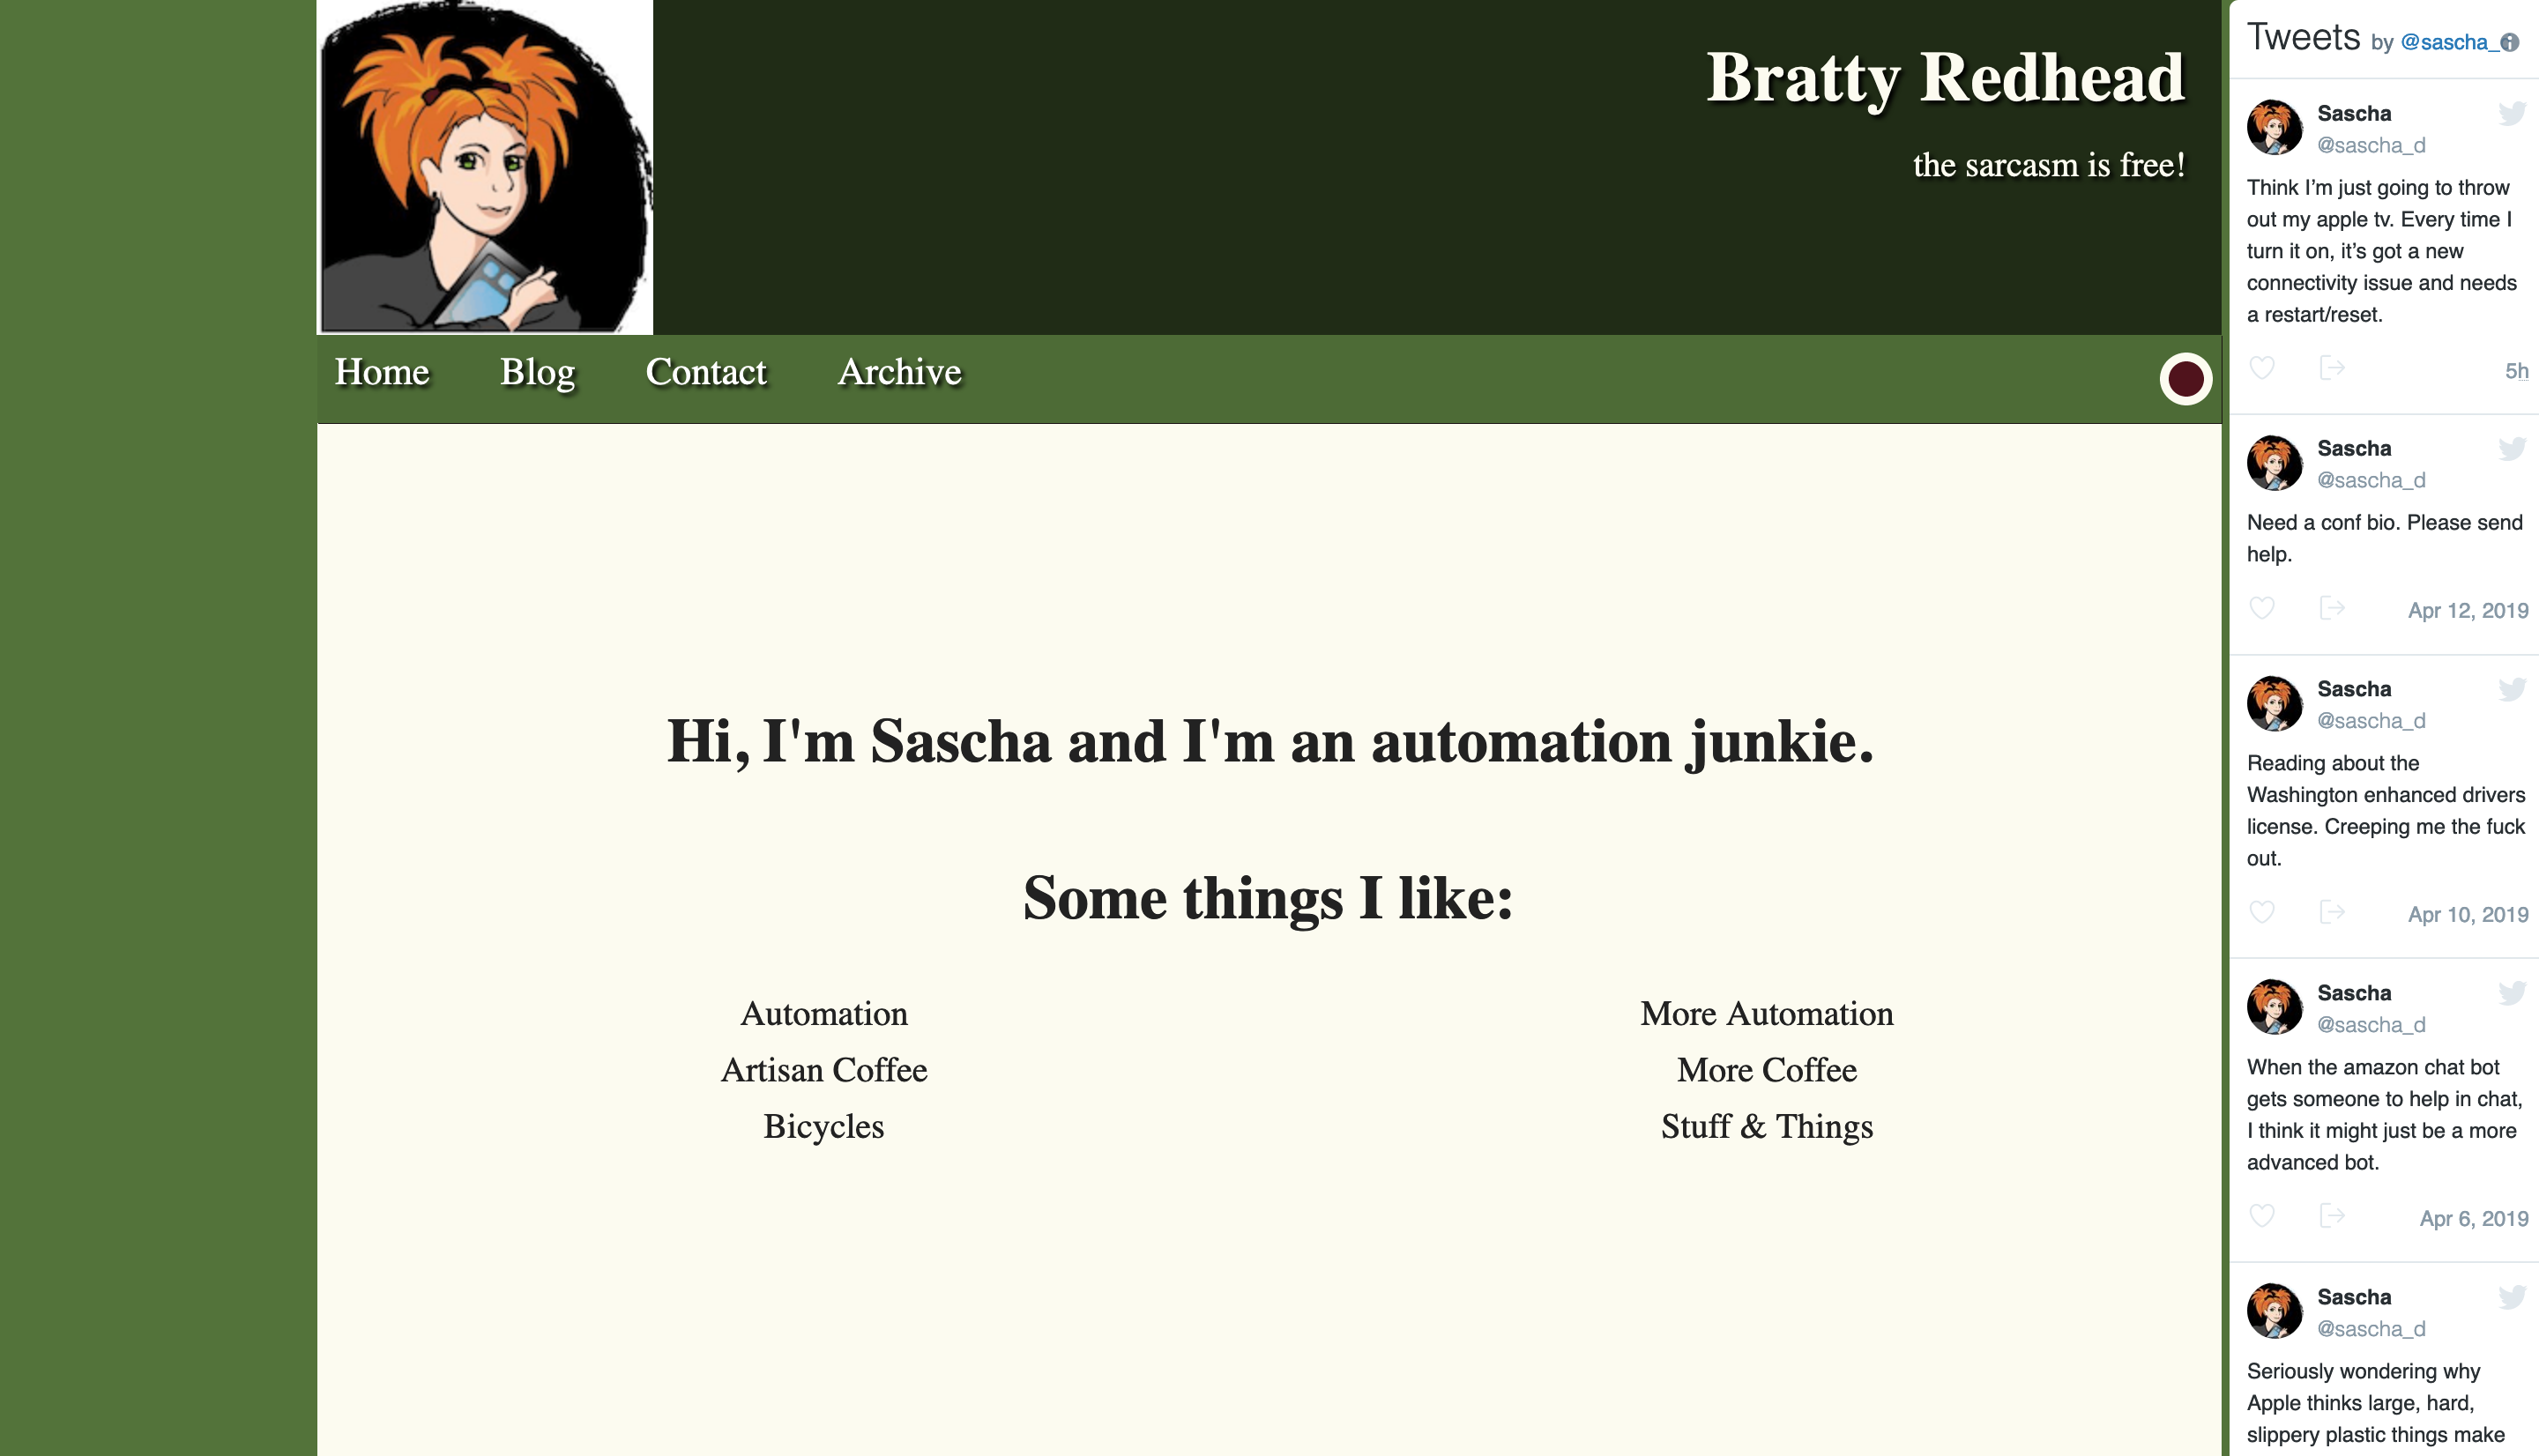 Bratty Redhead
the sarcasm is free!
Home Blog Contact Archive
Hi, I'm Sascha and I'm an automation junkie.
Some things I like:
Automation
Artisan Coffee
Bicycles
More Automation
More Coffee
Stuff & Things
Tweets by @sascha_
Sascha
@sascha_d
Think I’m just going to throw
out my apple tv. Every time I
turn it on, it’s got a new
connectivity issue and needs
a restart/reset.
5h
Sascha
@sascha_d
Need a conf bio. Please send
help.
Apr 12, 2019
Sascha
@sascha_d
Reading about the
Washington enhanced drivers
license. Creeping me the fuck
out.
Apr 10, 2019
Sascha
@sascha_d
When the amazon chat bot
gets someone to help in chat,
I think it might just be a more
advanced bot.
Apr 6, 2019
Sascha
@sascha_d
Seriously wondering why
Apple thinks large, hard,
slippery plastic things make